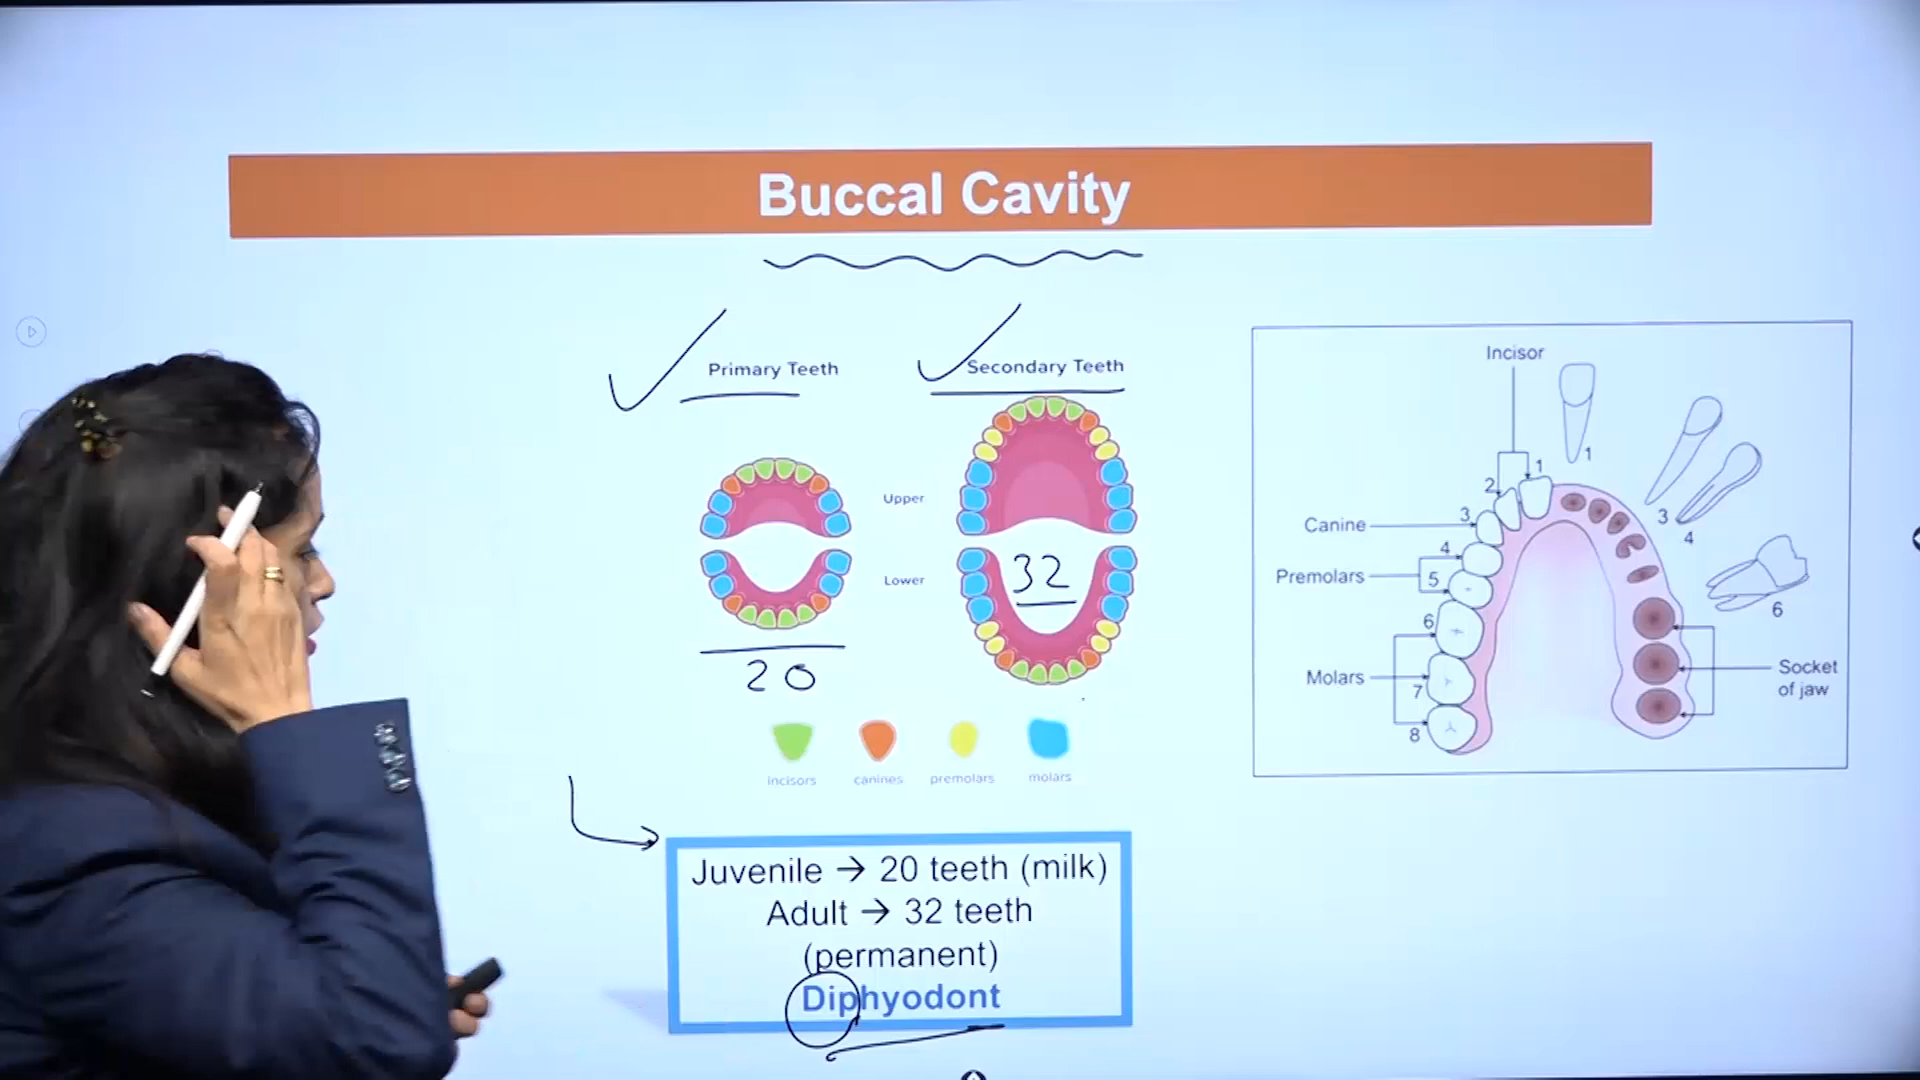 Buccal Cavity
Primary Teeth
Secondary Teeth
Upper
Lower
32
20
incisors
canines
premolars
molars
Juvenile → 20 teeth (milk)
Adult → 32 teeth
(permanent)
Diphyodont
Incisor
1
1
2
3
Canine
4
Premolars
5
6
Molars
7
8
3
4
6
Socket
of jaw